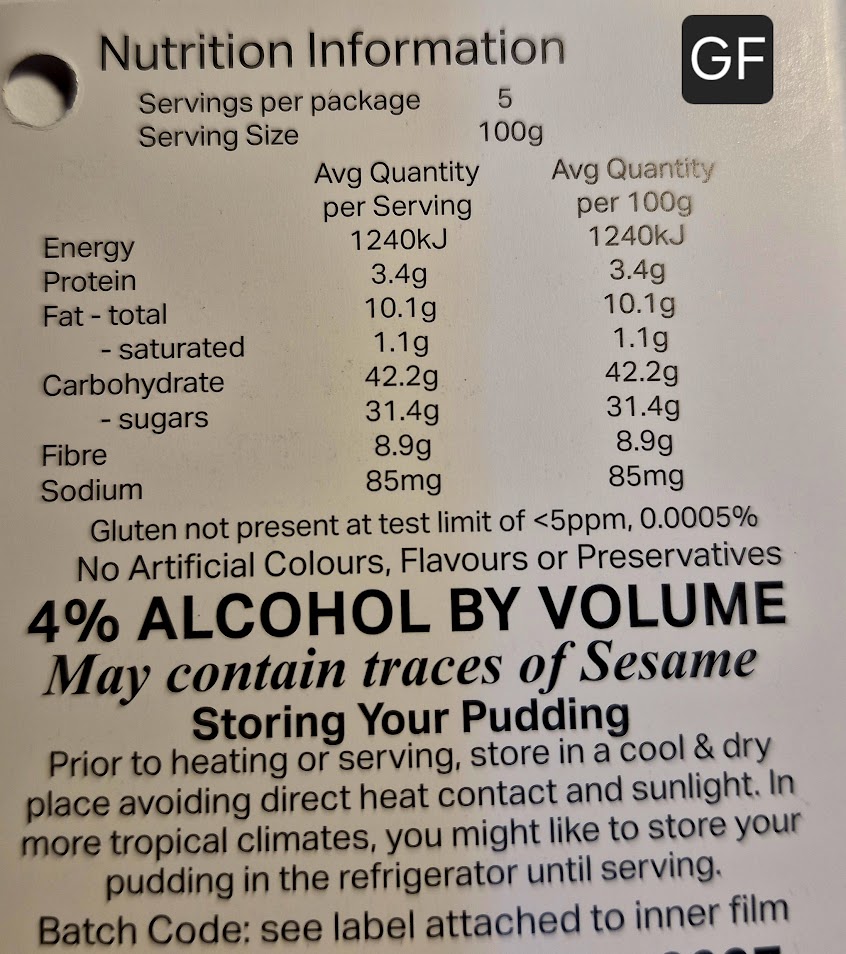 Nutrition Information GF
Servings per package 5
Serving Size 100g
Avg Quantity Avg Quantity
per Serving per 100g
Energy 1240kJ 1240kJ
Protein 3.4g 3.4g
Fat - total 10.1g 10.1g
- saturated 1.1g 1.1g
Carbohydrate 42.2g 42.2g
- sugars 31.4g 31.4g
Fibre 8.9g 8.9g
Sodium 85mg 85mg
Gluten not present at test limit of <5ppm, 0.0005%
No Artificial Colours, Flavours or Preservatives
4% ALCOHOL BY VOLUME
May contain traces of Sesame
Storing Your Pudding
Prior to heating or serving, store in a cool & dry
place avoiding direct heat contact and sunlight. In
more tropical climates, you might like to store your
pudding in the refrigerator until serving.
Batch Code: see label attached to inner film